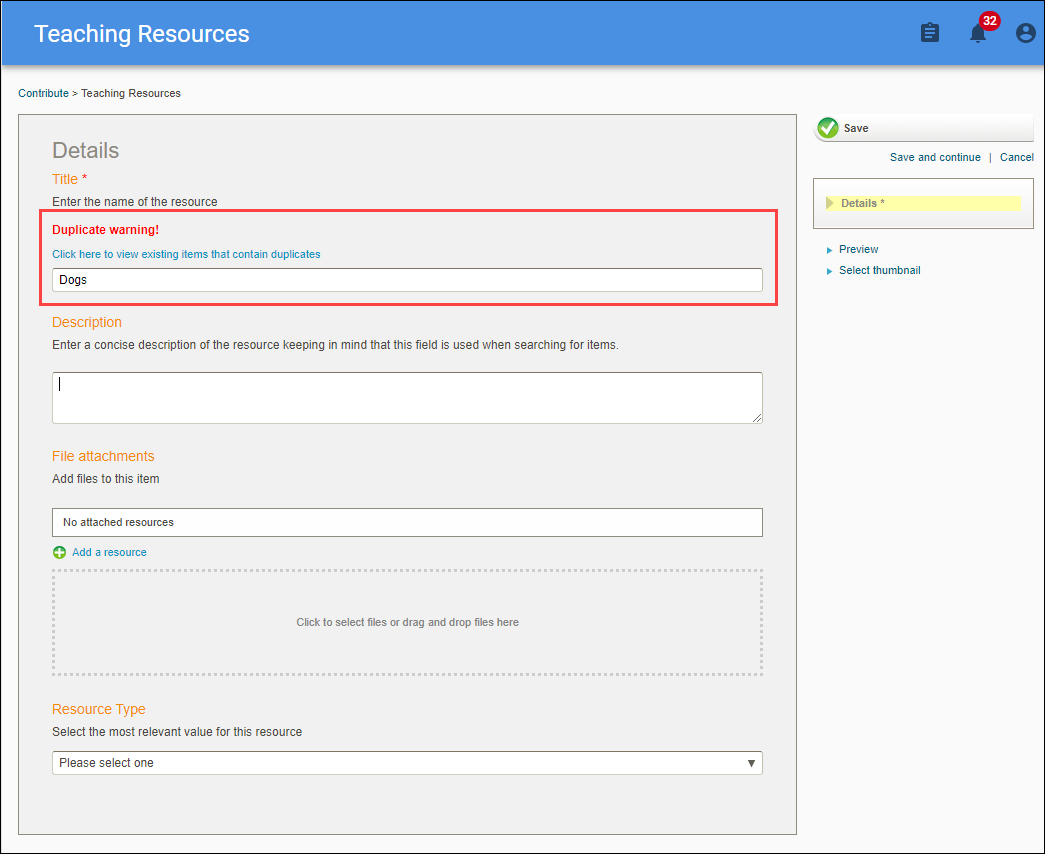 Teaching Resources
32
Contribute > Teaching Resources
Details
Title *
Enter the name of the resource
Duplicate warning!
Click here to view existing items that contain duplicates
Dogs
Description
Enter a concise description of the resource keeping in mind that this field is used when searching for items.
File attachments
Add files to this item
No attached resources
Add a resource
Click to select files or drag and drop files here
Resource Type
Select the most relevant value for this resource
Please select one
Save
Save and continue | Cancel
Details *
Preview
Select thumbnail